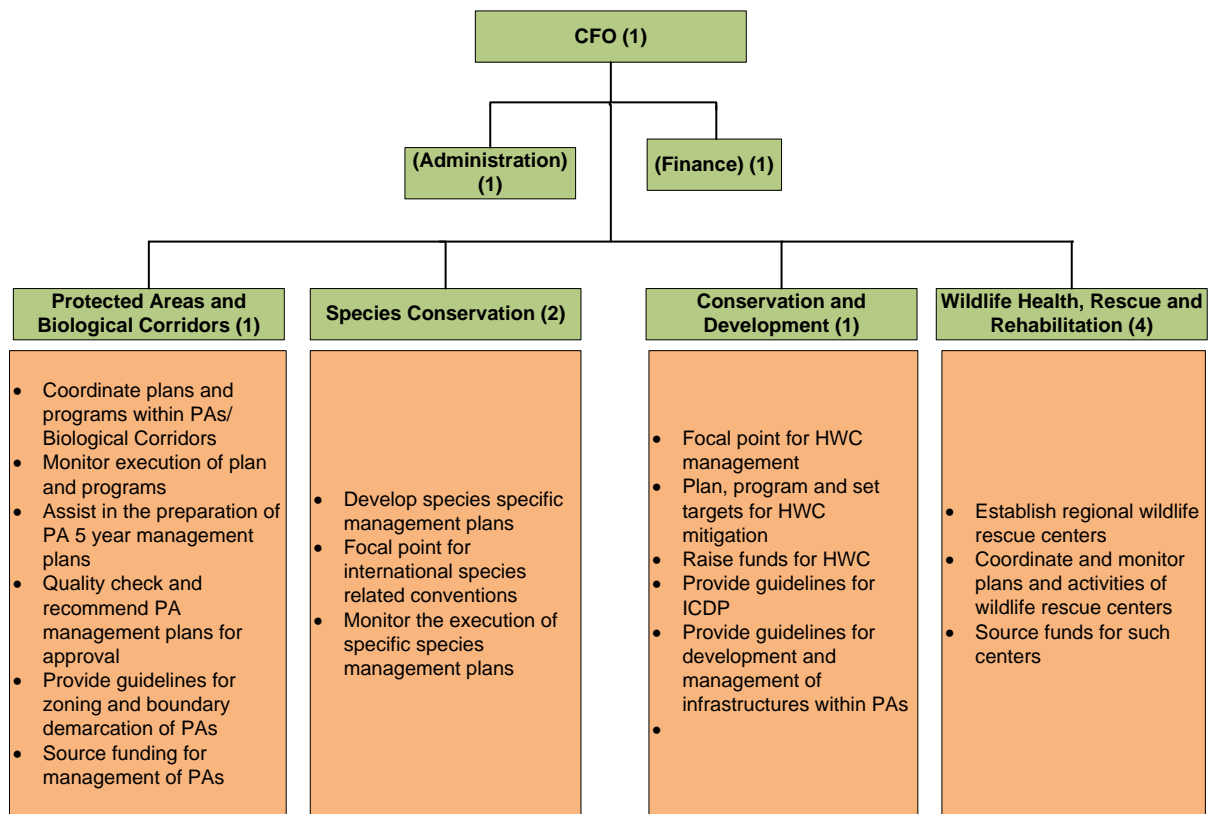 CFO (1)
(Administration)
(1)
(Finance) (1)
Protected Areas and
Biological Corridors (1)
• Coordinate plans and
programs within PAs/
Biological Corridors
• Monitor execution of plan
and programs
• Assist in the preparation of
PA 5 year management
plans
• Quality check and
recommend PA
management plans for
approval
• Provide guidelines for
zoning and boundary
demarcation of PAs
• Source funding for
management of PAs
Species Conservation (2)
• Develop species specific
management plans
• Focal point for
international species
related conventions
• Monitor the execution of
specific species
management plans
Conservation and
Development (1)
• Focal point for HWC
management
• Plan, program and set
targets for HWC
mitigation
• Raise funds for HWC
• Provide guidelines for
ICDP
• Provide guidelines for
development and
management of
infrastructures within PAs
•
Wildlife Health, Rescue and
Rehabilitation (4)
• Establish regional wildlife
rescue centers
• Coordinate and monitor
plans and activities of
wildlife rescue centers
• Source funds for such
centers